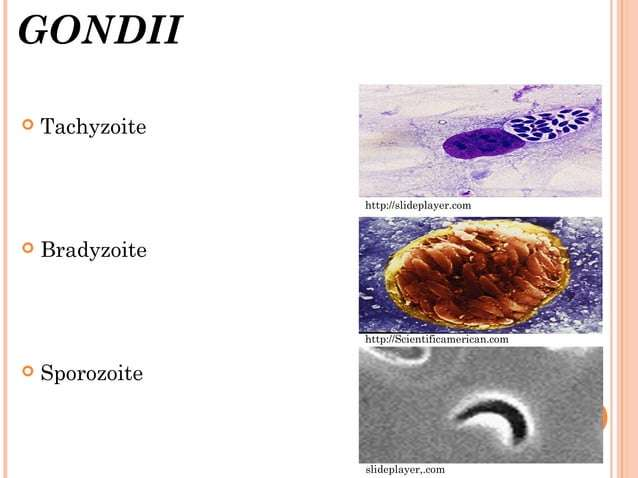 GONDII
Tachyzoite
http://slideplayer.com
Bradyzoite
http://Scientificamerican.com
Sporozoite
slideplayer,.com